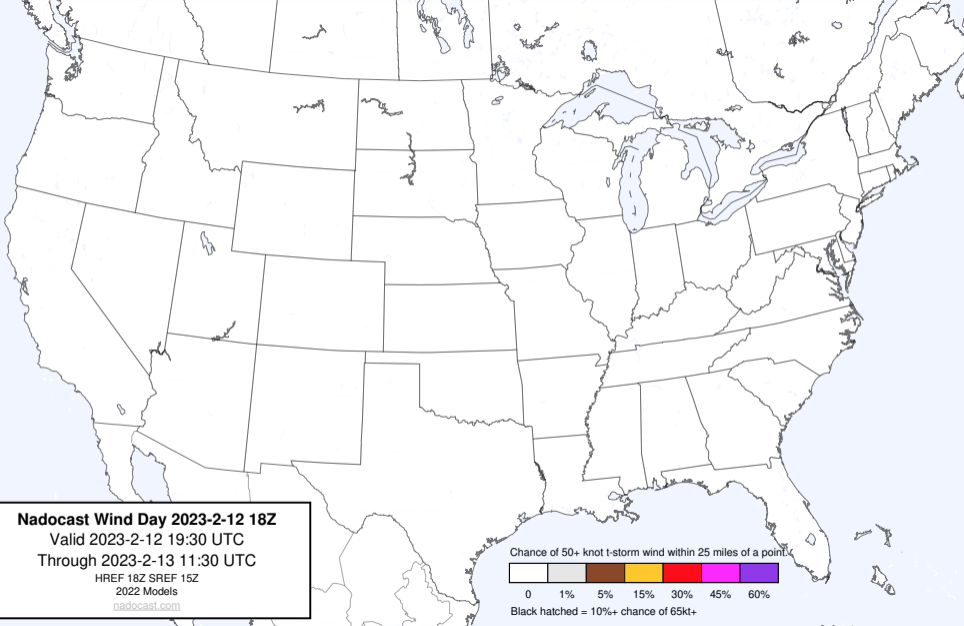 Nadocast Wind Day 2023-2-12 18Z
Valid 2023-2-12 19:30 UTC
Through 2023-2-13 11:30 UTC
HREF 18Z SREF 15Z
2022 Models
nadocast.com
Chance of 50+ knot t-storm wind within 25 miles of a point.
0 1% 5% 15% 30% 45% 60%
Black hatched = 10%+ chance of 65kt+